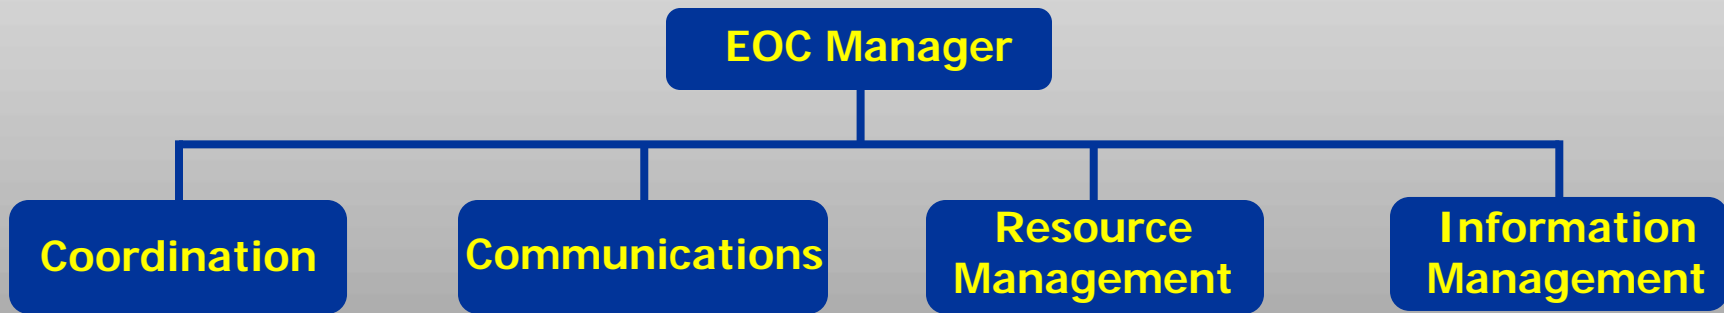 EOC Manager
Coordination
Communications
Resource
Management
Information
Management